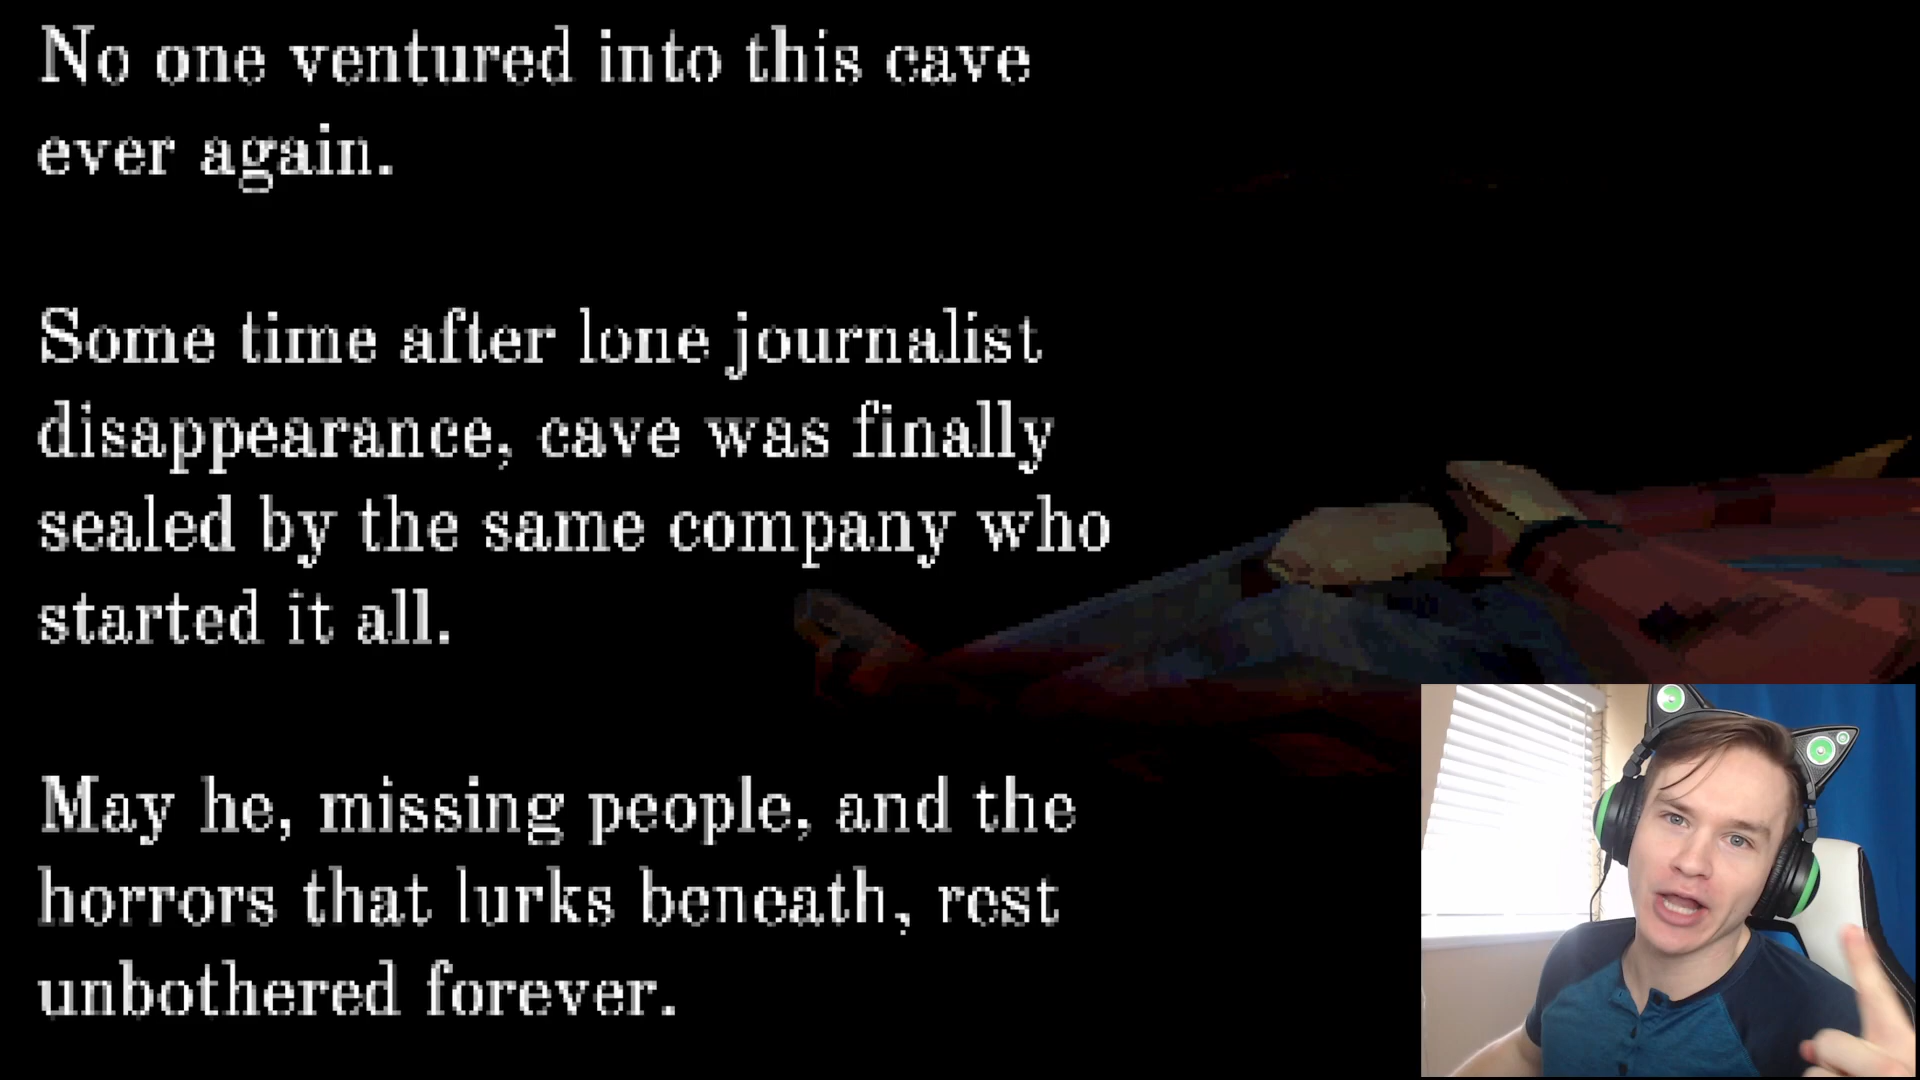 No one ventured into this cave
ever again.
Some time after lone journalist
disappearance, cave was finally
sealed by the same company who
started it all.
May he, missing people, and the
horrors that lurks beneath, rest
unbothered forever.